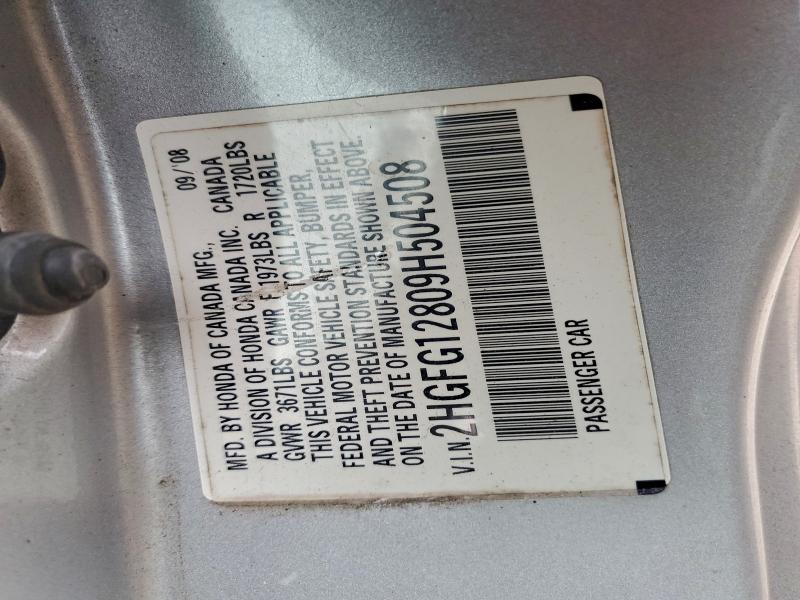 MFD. BY HONDA OF CANADA MFG., 09/08
A DIVISION OF HONDA CANADA INC. CANADA
GVWR 3671LBS GAWR F 1973LBS R 1720LBS
THIS VEHICLE CONFORMS TO ALL APPLICABLE
FEDERAL MOTOR VEHICLE SAFETY, BUMPER,
AND THEFT PREVENTION STANDARDS IN EFFECT
ON THE DATE OF MANUFACTURE SHOWN ABOVE.
V.I.N. 2HGFG12809H504508
PASSENGER CAR